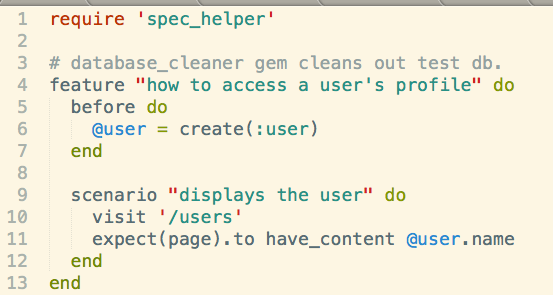 1 require 'spec_helper'
2
3 # database_cleaner gem cleans out test db.
4 feature "how to access a user's profile" do
5   before do
6     @user = create(:user)
7   end
8
9   scenario "displays the user" do
10     visit '/users'
11     expect(page).to have_content @user.name
12   end
13 end